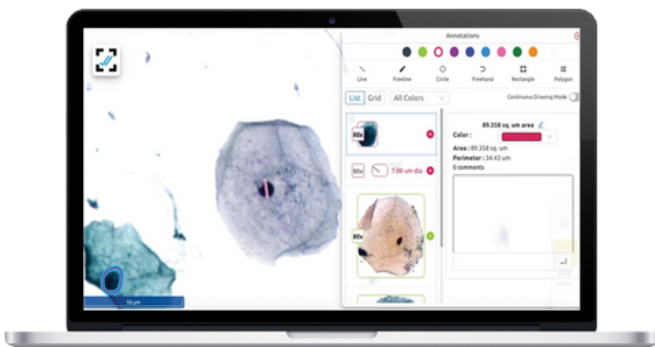 Annotations
Line Freeline Circle Freehand Rectangle Polygon
List Grid All Colors Continuous Drawing Mode
89.358 sq. um area
Color :
Area : 89.358 sq. um
Perimeter : 34.43 um
0 comments
80x
80x 7.08 um dia
80x
50 μm